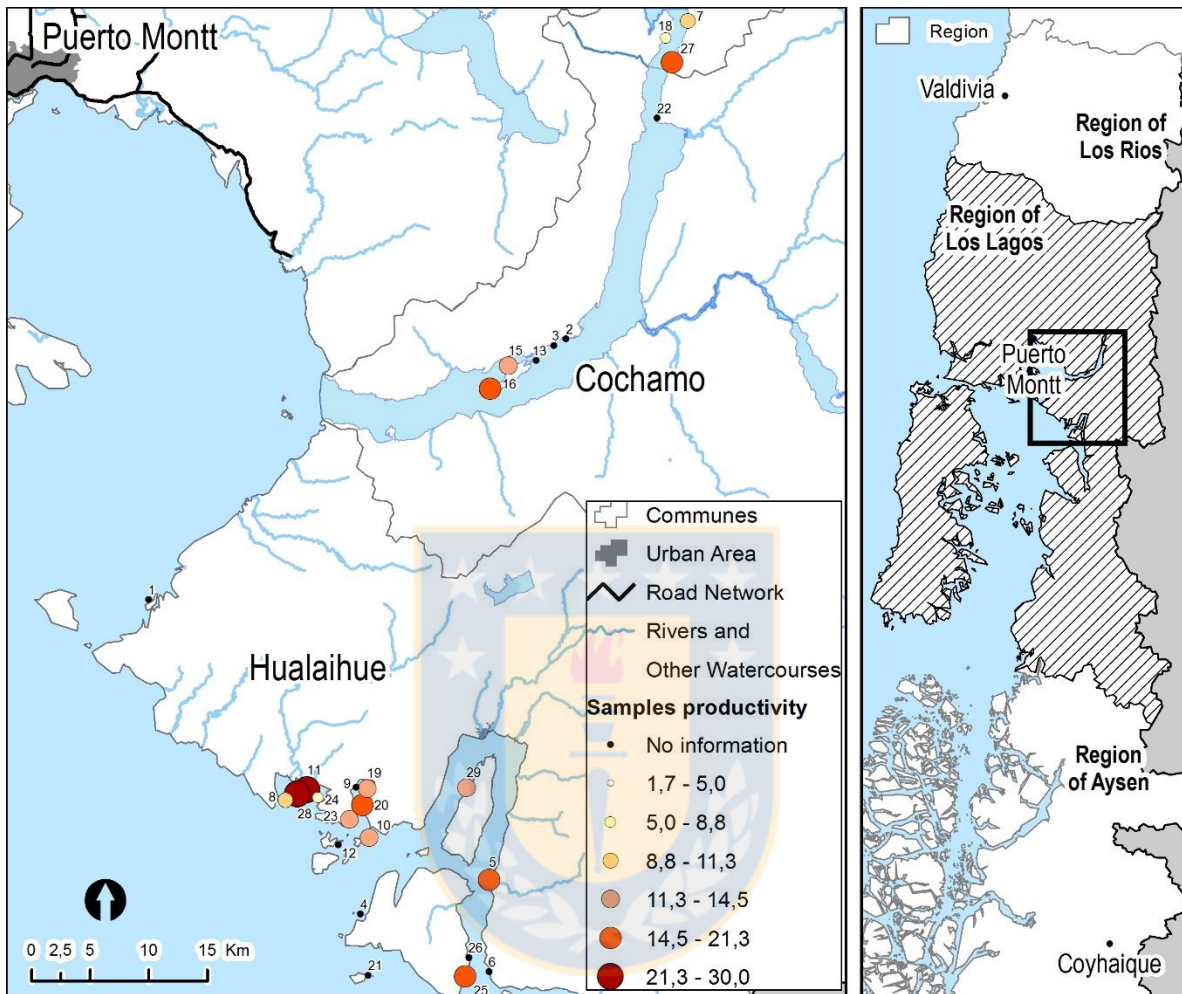 Puerto Montt
7
18
27
22
2
3
13
15
16
Cochamo
1
Hualaihue
11
19
9
8
24
20
28
23
10
12
29
5
4
26
6
21
25
0 2,5 5 10 15 Km
Communes
Urban Area
Road Network
Rivers and
Other Watercourses
Samples productivity
No information
1,7 - 5,0
5,0 - 8,8
8,8 - 11,3
11,3 - 14,5
14,5 - 21,3
21,3 - 30,0
Region
Valdivia
Region of
Los Rios
Region of
Los Lagos
Puerto
Montt
Region
of Aysen
Coyhaique